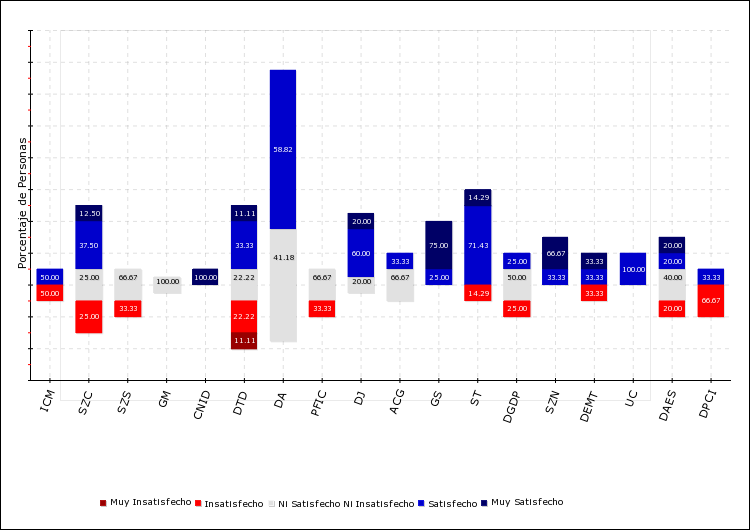 Porcentaje de Personas
58.82
12.50
11.11
20.00
14.29
37.50
33.33
41.18
60.00
33.33
75.00
71.43
25.00
66.67
33.33
100.00
20.00
20.00
50.00
25.00
66.67
100.00
100.00
22.22
66.67
20.00
66.67
25.00
50.00
33.33
33.33
40.00
33.33
50.00
25.00
33.33
22.22
11.11
33.33
14.29
25.00
33.33
20.00
66.67
ICM
SZC
SZS
GM
CNID
DTD
DA
PFIC
DJ
ACG
GS
ST
DGDP
SZN
DEMT
UC
DAES
DPCI
Muy Insatisfecho Insatisfecho Ni Satisfecho Ni Insatisfecho Satisfecho Muy Satisfecho